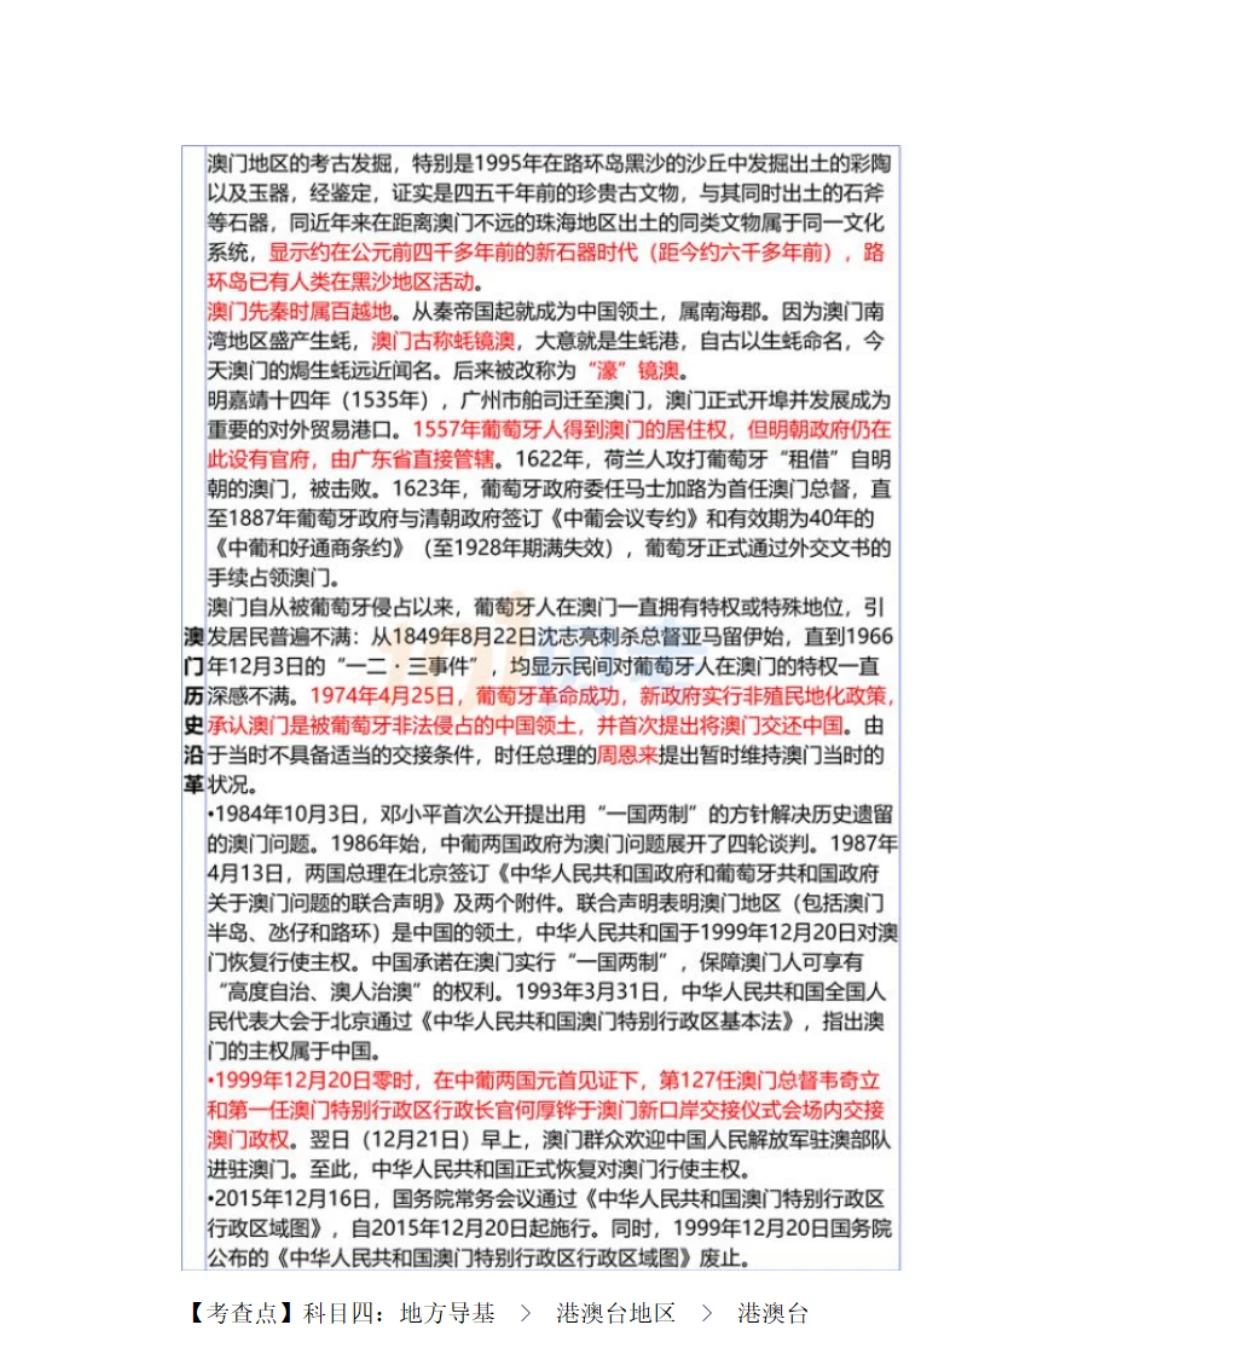 澳门地区的考古发掘，特别是1995年在路环岛黑沙的沙丘中发掘出土的彩陶
以及玉器，经鉴定，证实是四五千年前的珍贵古文物，与其同时出土的石斧
等石器，同近年来在距离澳门不远的珠海地区出土的同类文物属于同一文化
系统，显示约在公元前四千多年前的新石器时代（距今约六千多年前），路
环岛已有人类在黑沙地区活动。
澳门先秦时属百越地。从秦帝国起就成为中国领土，属南海郡。因为澳门南
湾地区盛产生蚝，澳门古称蚝镜澳，大意就是生蚝港，自古以生蚝命名，今
天澳门的焗生蚝远近闻名。后来被改称为“濠”镜澳。
明嘉靖十四年（1535年），广州市舶司迁至澳门，澳门正式开埠并发展成为
重要的对外贸易港口。1557年葡萄牙人得到澳门的居住权，但明朝政府仍在
此设有官府，由广东省直接管辖。1622年，荷兰人攻打葡萄牙“租借”自明
朝的澳门，被击败。1623年，葡萄牙政府委任马士加路为首任澳门总督，直
至1887年葡萄牙政府与清朝政府签订《中葡会议专约》和有效期为40年的
《中葡和好通商条约》（至1928年期满失效），葡萄牙正式通过外交文书的
手续占领澳门。
澳门自从被葡萄牙侵占以来，葡萄牙人在澳门一直拥有特权或特殊地位，引
发居民普遍不满：从1849年8月22日沈志亮刺杀总督亚马留伊始，直到1966
年12月3日的“一二·三事件”，均显示民间对葡萄牙人在澳门的特权一直
深感不满。1974年4月25日，葡萄牙革命成功，新政府实行非殖民地化政策，
承认澳门是被葡萄牙非法侵占的中国领土，并首次提出将澳门交还中国。由
于当时不具备适当的交接条件，时任总理的周恩来提出暂时维持澳门当时的
状况。
•1984年10月3日，邓小平首次公开提出用“一国两制”的方针解决历史遗留
的澳门问题。1986年始，中葡两国政府为澳门问题展开了四轮谈判。1987年
4月13日，两国总理在北京签订《中华人民共和国政府和葡萄牙共和国政府
关于澳门问题的联合声明》及两个附件。联合声明表明澳门地区（包括澳门
半岛、氹仔和路环）是中国的领土，中华人民共和国于1999年12月20日对澳
门恢复行使主权。中国承诺在澳门实行“一国两制”，保障澳门人可享有
“高度自治、澳人治澳”的权利。1993年3月31日，中华人民共和国全国人
民代表大会于北京通过《中华人民共和国澳门特别行政区基本法》，指出澳
门的主权属于中国。
•1999年12月20日零时，在中葡两国元首见证下，第127任澳门总督韦奇立
和第一任澳门特别行政区行政长官何厚铧于澳门新口岸交接仪式会场内交接
澳门政权。翌日（12月21日）早上，澳门群众欢迎中国人民解放军驻澳部队
进驻澳门。至此，中华人民共和国正式恢复对澳门行使主权。
•2015年12月16日，国务院常务会议通过《中华人民共和国澳门特别行政区
行政区域图》，自2015年12月20日起施行。同时，1999年12月20日国务院
公布的《中华人民共和国澳门特别行政区行政区域图》废止。
澳
门
历
史
沿
革
101网考
【考查点】科目四：地方导基 > 港澳台地区 > 港澳台